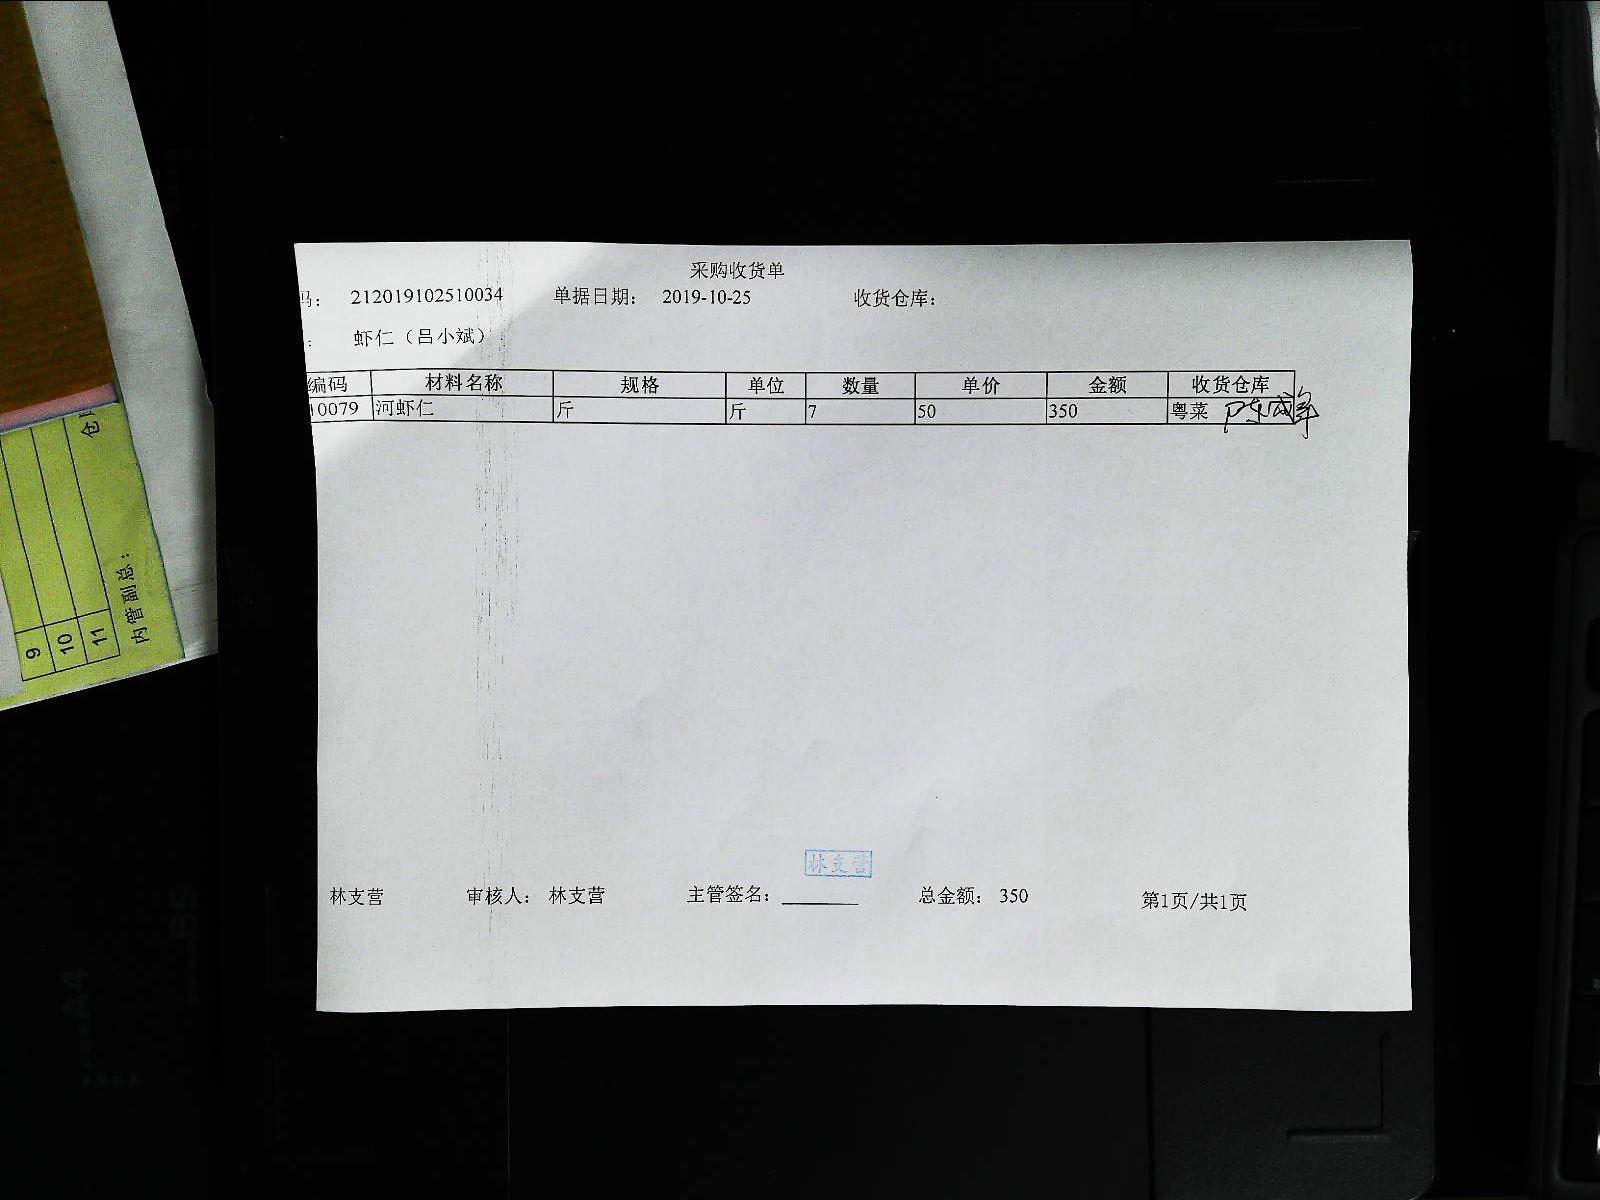 采购收货单
码： 212019102510034 单据日期： 2019-10-25 收货仓库：
： 虾仁（吕小斌）
编码 材料名称 规格 单位 数量 单价 金额 收货仓库
10079 河虾仁 斤 斤 7 50 350 粤菜
林支营
林支营 审核人： 林支营 主管签名： 总金额： 350 第1页/共1页
仓
内管副总：
9
10
11
A4
B5